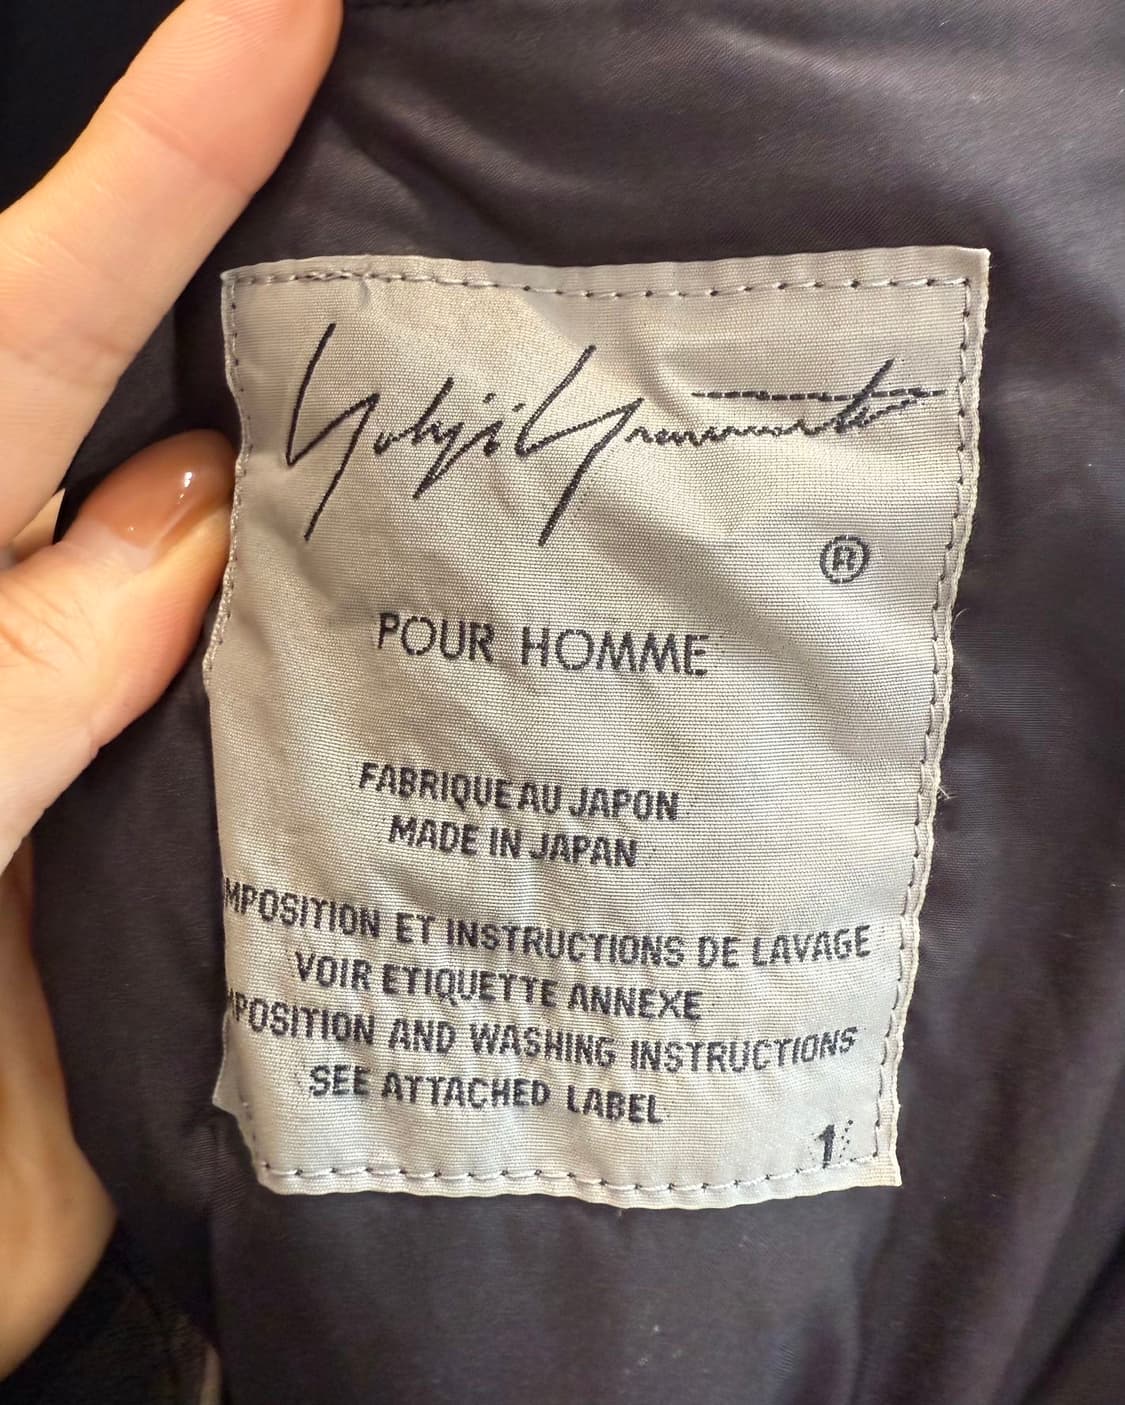 Yohji Yamamoto
®
POUR HOMME
FABRIQUE AU JAPON
MADE IN JAPAN
MPOSITION ET INSTRUCTIONS DE LAVAGE
VOIR ETIQUETTE ANNEXE
MPOSITION AND WASHING INSTRUCTIONS
SEE ATTACHED LABEL
1